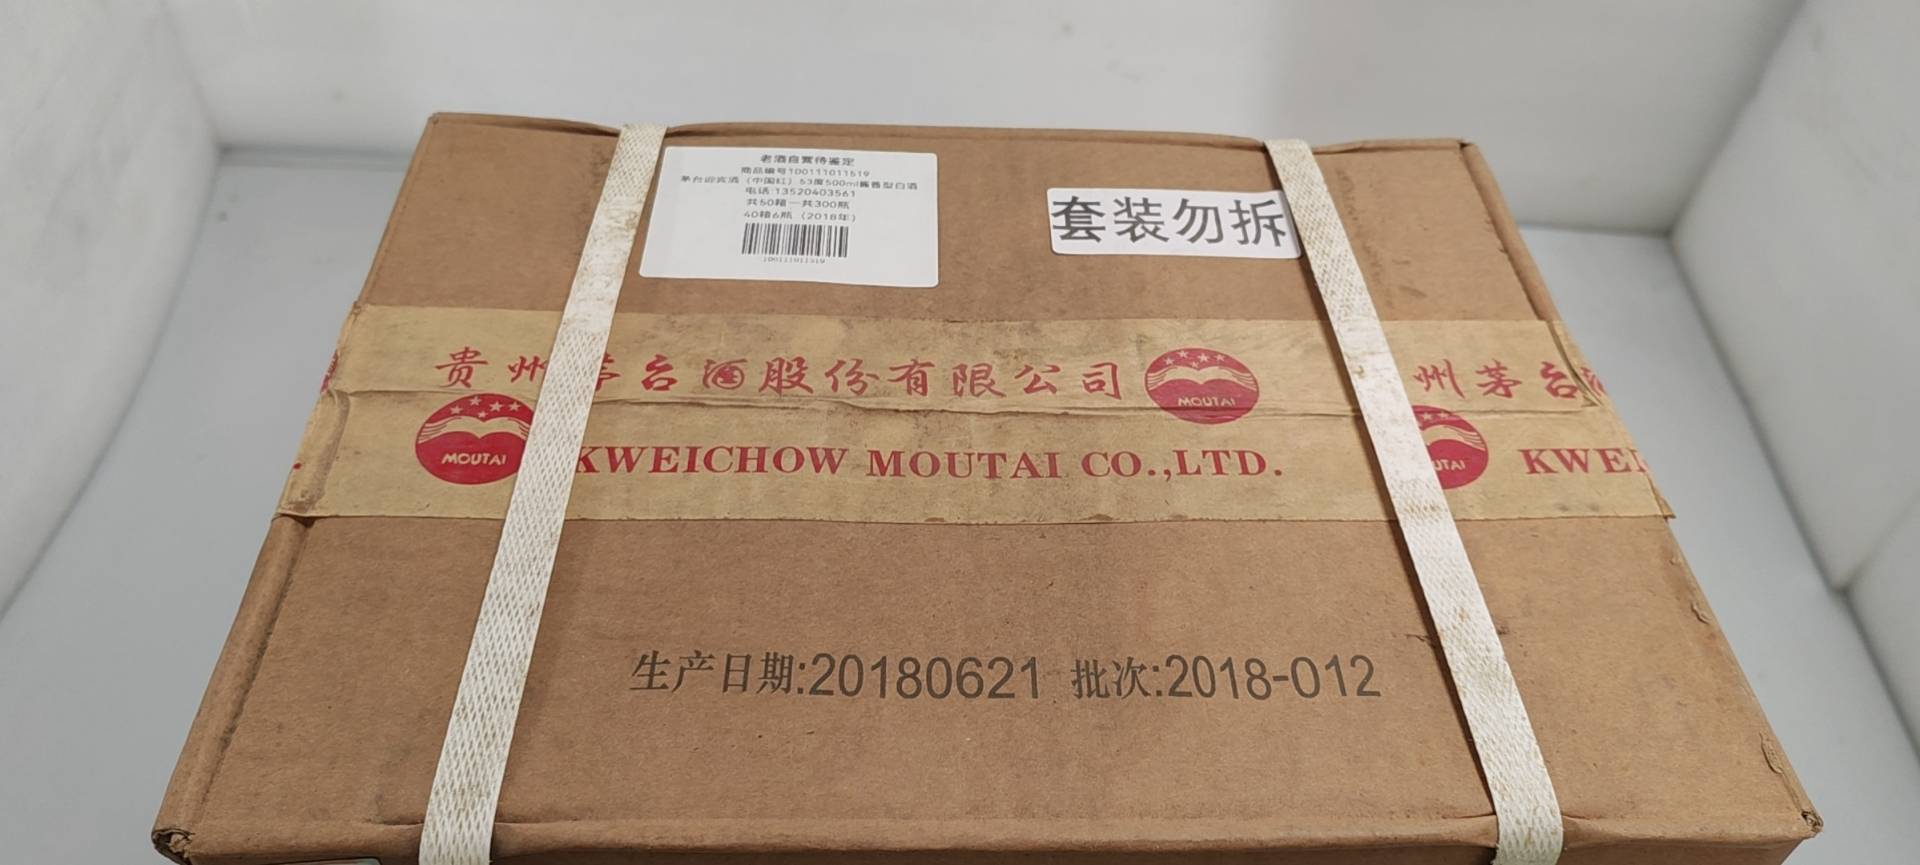 老酒自营待鉴定
商品编号100111011519
茅台迎宾酒（中国红）53度500ml酱香型白酒
电话:13520403561
共50箱一共300瓶
40箱6瓶（2018年）
100111011519
套装勿拆
贵州茅台酒股份有限公司 MOUTAI 州茅台酒
MOUTAI KWEICHOW MOUTAI CO.,LTD. UTAI KWEI
生产日期:20180621 批次:2018-012